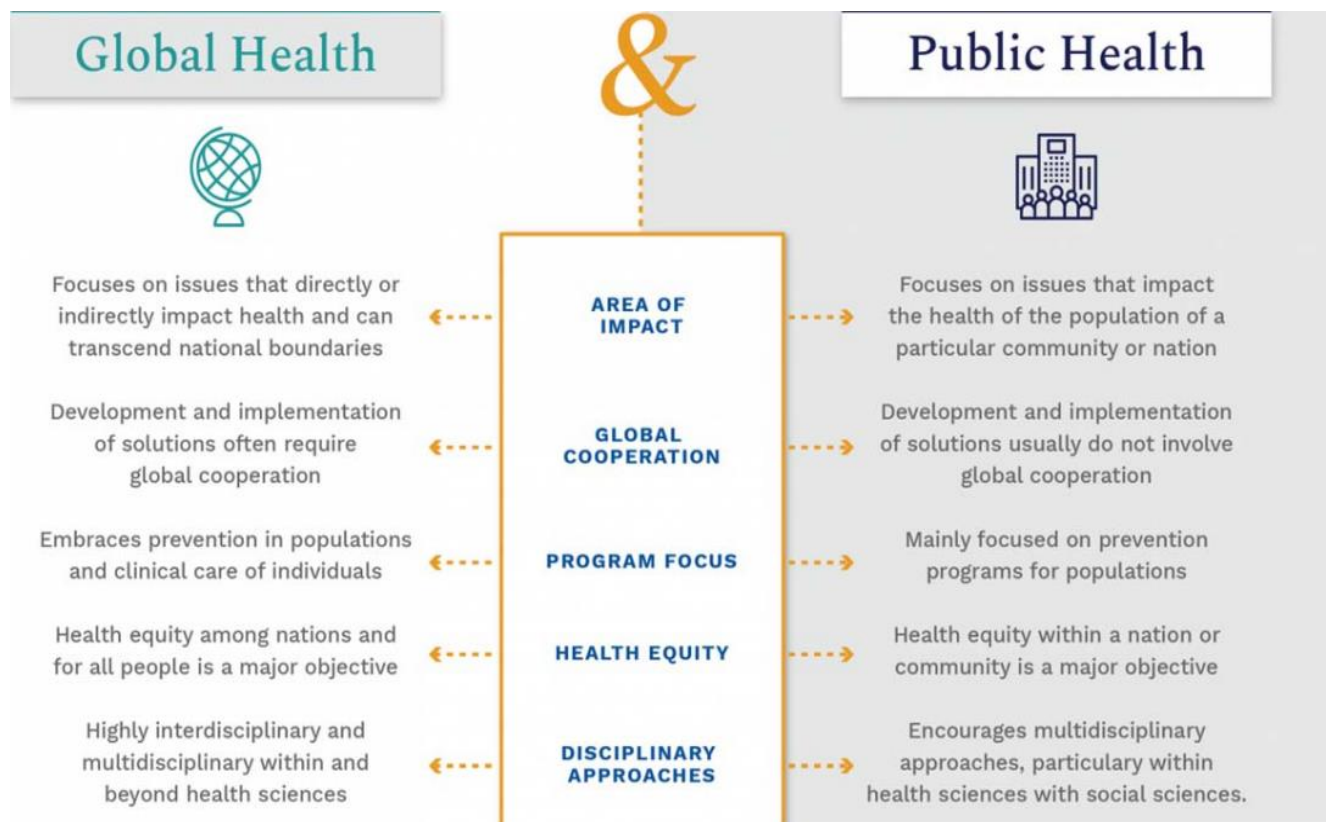 Global Health
&
Public Health
Focuses on issues that directly or
indirectly impact health and can
transcend national boundaries
AREA OF
IMPACT
Focuses on issues that impact
the health of the population of a
particular community or nation
Development and implementation
of solutions often require
global cooperation
GLOBAL
COOPERATION
Development and implementation
of solutions usually do not involve
global cooperation
Embraces prevention in populations
and clinical care of individuals
PROGRAM FOCUS
Mainly focused on prevention
programs for populations
Health equity among nations and
for all people is a major objective
HEALTH EQUITY
Health equity within a nation or
community is a major objective
Highly interdisciplinary and
multidisciplinary within and
beyond health sciences
DISCIPLINARY
APPROACHES
Encourages multidisciplinary
approaches, particulary within
health sciences with social sciences.